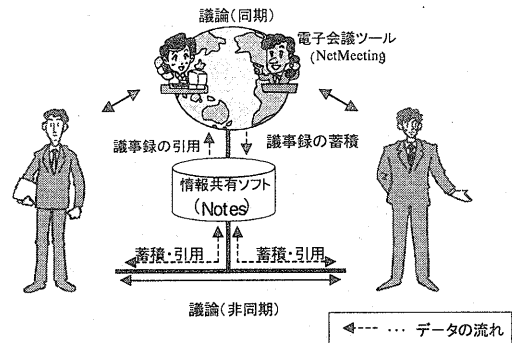 議論(同期)
電子会議ツール
(NetMeeting)
議事録の引用
議事録の蓄積
情報共有ソフト
(Notes)
蓄積・引用
蓄積・引用
議論(非同期)
… データの流れ